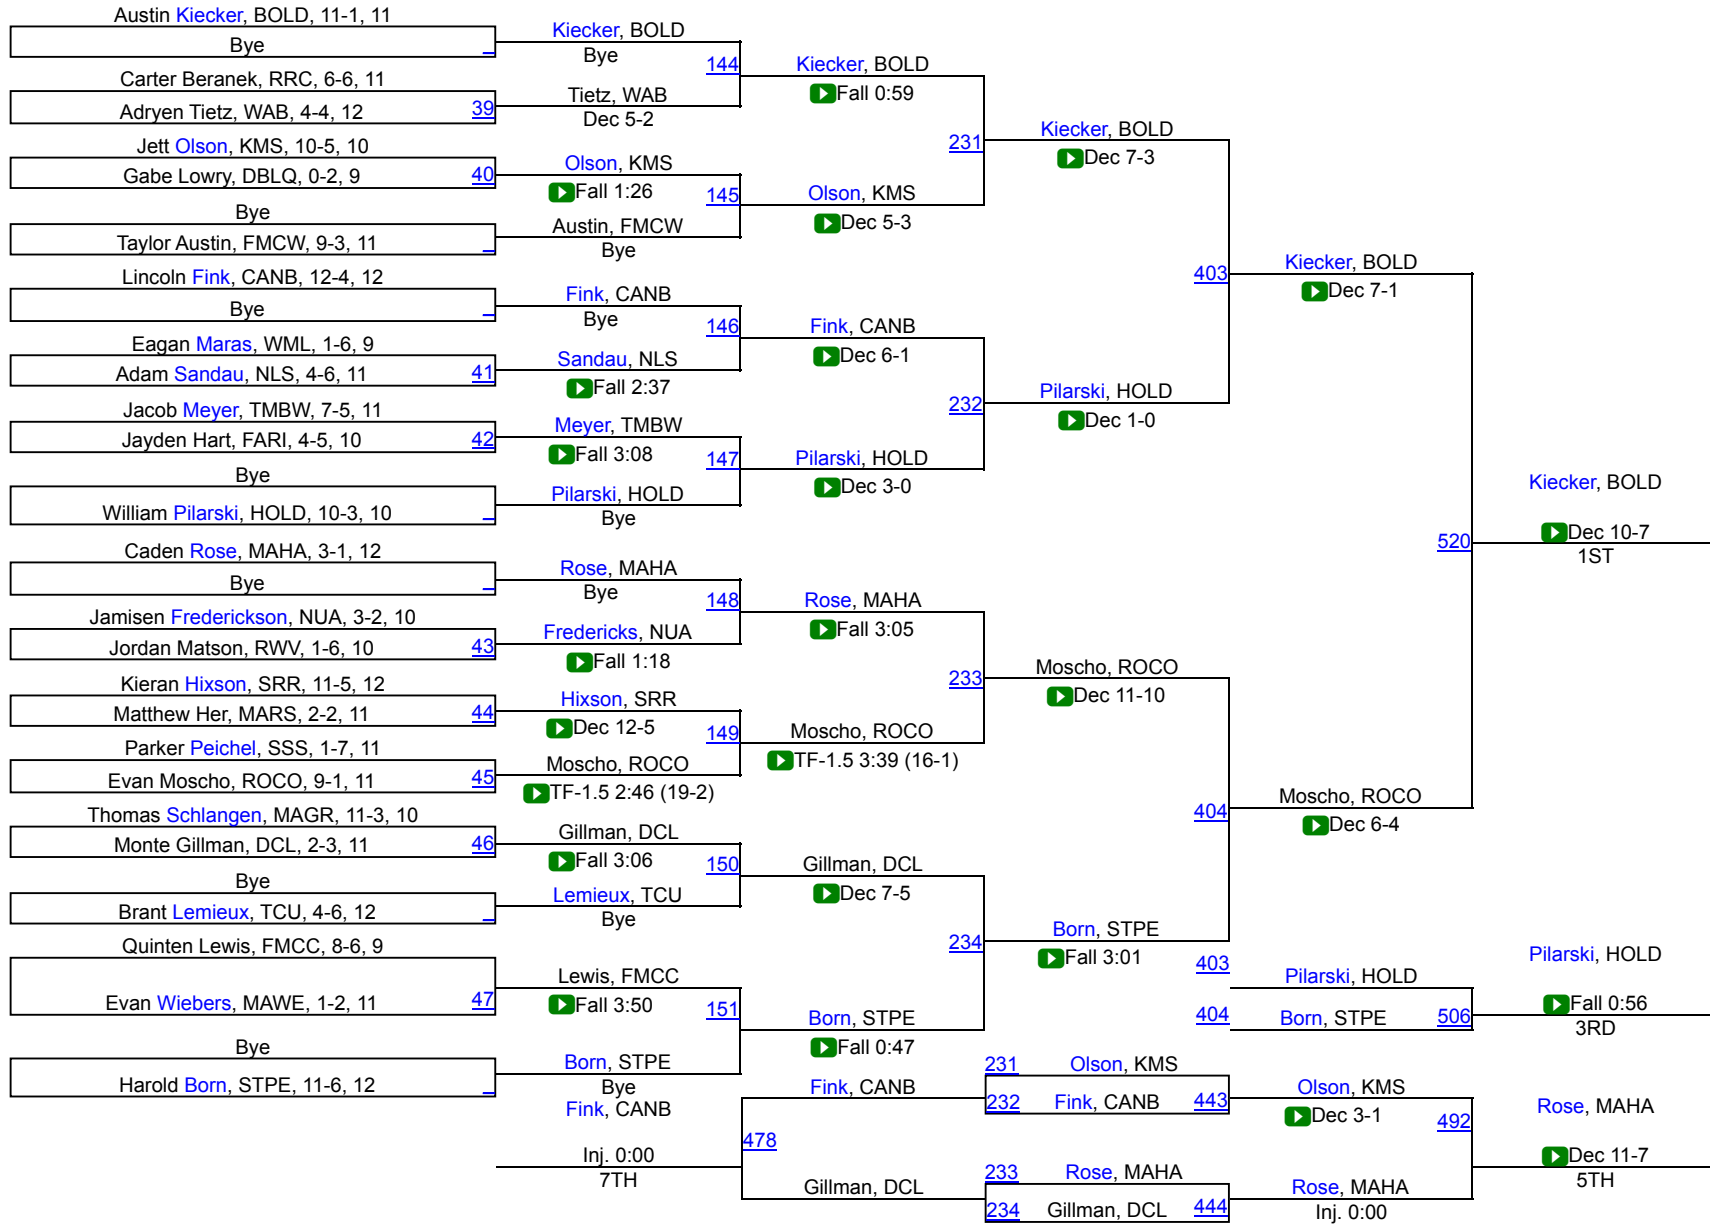 Austin Kiecker, BOLD, 11-1, 11
Bye
Carter Beranek, RRC, 6-6, 11
Adryen Tietz, WAB, 4-4, 12
39
Jett Olson, KMS, 10-5, 10
Gabe Lowry, DBLQ, 0-2, 9
40
Bye
Taylor Austin, FMCW, 9-3, 11
Lincoln Fink, CANB, 12-4, 12
Bye
Eagan Maras, WML, 1-6, 9
Adam Sandau, NLS, 4-6, 11
41
Jacob Meyer, TMBW, 7-5, 11
Jayden Hart, FARI, 4-5, 10
42
Bye
William Pilarski, HOLD, 10-3, 10
Caden Rose, MAHA, 3-1, 12
Bye
Jamisen Frederickson, NUA, 3-2, 10
Jordan Matson, RWV, 1-6, 10
43
Kieran Hixson, SRR, 11-5, 12
Matthew Her, MARS, 2-2, 11
44
Parker Peichel, SSS, 1-7, 11
Evan Moscho, ROCO, 9-1, 11
45
Thomas Schlangen, MAGR, 11-3, 10
Monte Gillman, DCL, 2-3, 11
46
Bye
Brant Lemieux, TCU, 4-6, 12
Quinten Lewis, FMCC, 8-6, 9
Evan Wiebers, MAWE, 1-2, 11
47
Bye
Harold Born, STPE, 11-6, 12
Kiecker, BOLD
Bye
144
Tietz, WAB
Dec 5-2
Olson, KMS
Fall 1:26
145
Austin, FMCW
Bye
Fink, CANB
Bye
146
Sandau, NLS
Fall 2:37
Meyer, TMBW
Fall 3:08
147
Pilarski, HOLD
Bye
Rose, MAHA
Bye
148
Fredericks, NUA
Fall 1:18
Hixson, SRR
Dec 12-5
149
Moscho, ROCO
TF-1.5 2:46 (19-2)
Gillman, DCL
Fall 3:06
150
Lemieux, TCU
Bye
Lewis, FMCC
Fall 3:50
151
Born, STPE
Bye
Kiecker, BOLD
Fall 0:59
231
Olson, KMS
Dec 5-3
Fink, CANB
Dec 6-1
232
Pilarski, HOLD
Dec 3-0
Rose, MAHA
Fall 3:05
233
Moscho, ROCO
TF-1.5 3:39 (16-1)
Gillman, DCL
Dec 7-5
234
Born, STPE
Fall 0:47
Kiecker, BOLD
Dec 7-3
403
Pilarski, HOLD
Dec 1-0
Moscho, ROCO
Dec 11-10
404
Born, STPE
Fall 3:01
Kiecker, BOLD
Dec 7-1
520
Moscho, ROCO
Dec 6-4
Kiecker, BOLD
Dec 10-7
1ST
403
Pilarski, HOLD
404
Born, STPE
506
Pilarski, HOLD
Fall 0:56
3RD
231
Olson, KMS
232
Fink, CANB
443
233
Rose, MAHA
234
Gillman, DCL
444
Olson, KMS
Dec 3-1
492
Rose, MAHA
Inj. 0:00
Rose, MAHA
Dec 11-7
5TH
Fink, CANB
478
Gillman, DCL
Fink, CANB
Inj. 0:00
7TH